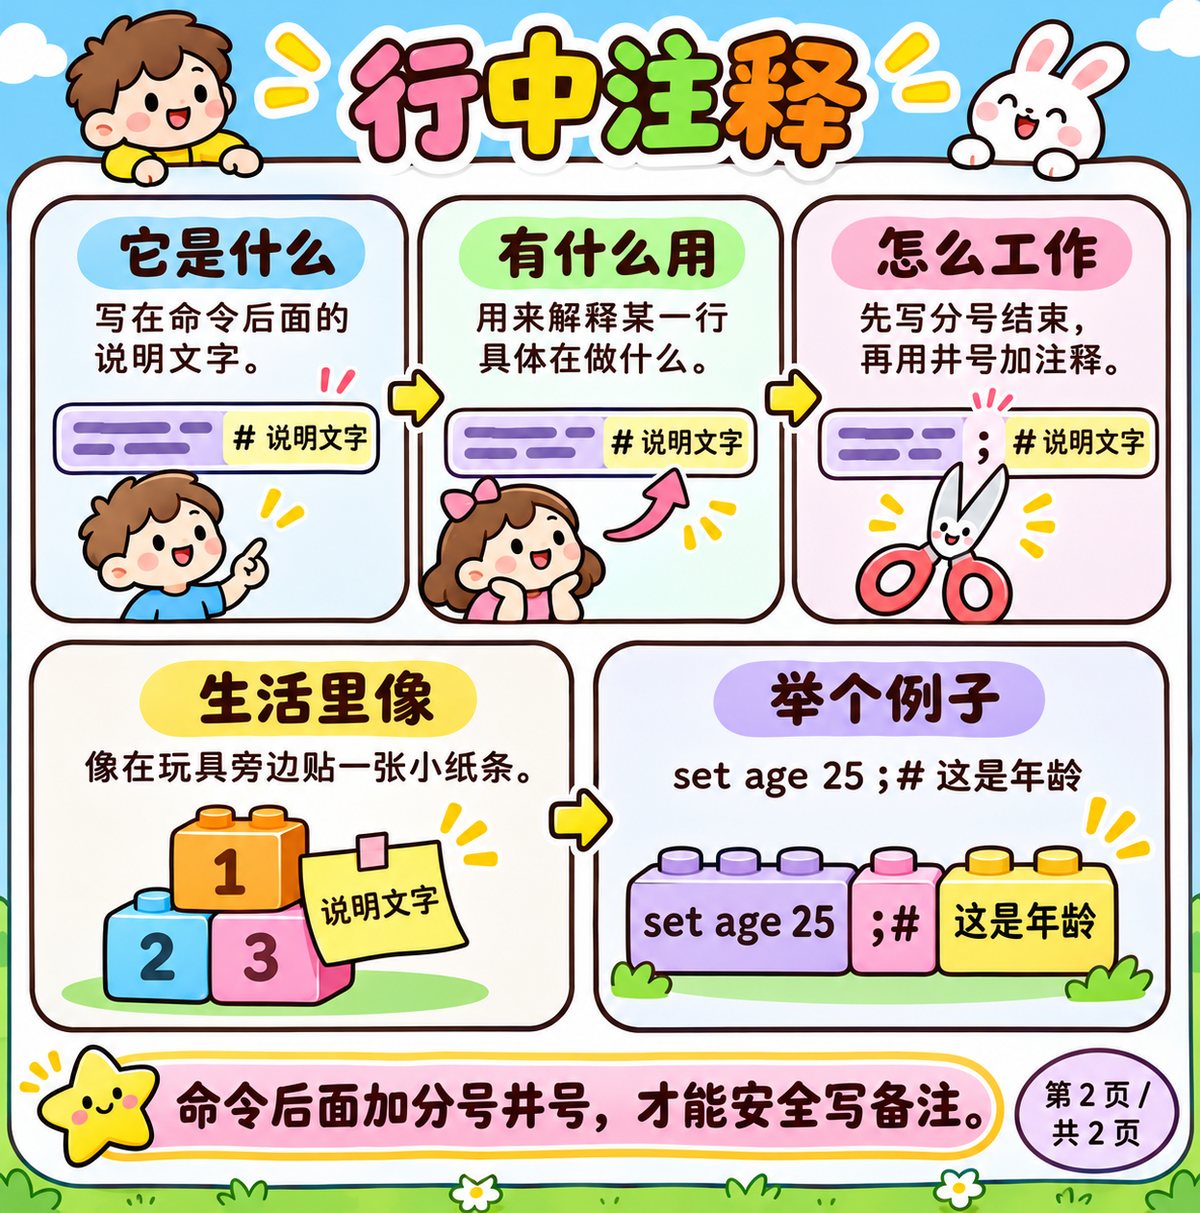 行中注释
它是什么
写在命令后面的
说明文字。
# 说明文字
有什么用
用来解释某一行
具体在做什么。
# 说明文字
怎么工作
先写分号结束，
再用井号加注释。
; # 说明文字
生活里像
像在玩具旁边贴一张小纸条。
1
2 3
说明文字
举个例子
set age 25 ;# 这是年龄
set age 25 ;# 这是年龄
命令后面加分号井号，才能安全写备注。
第 2 页 /
共 2 页